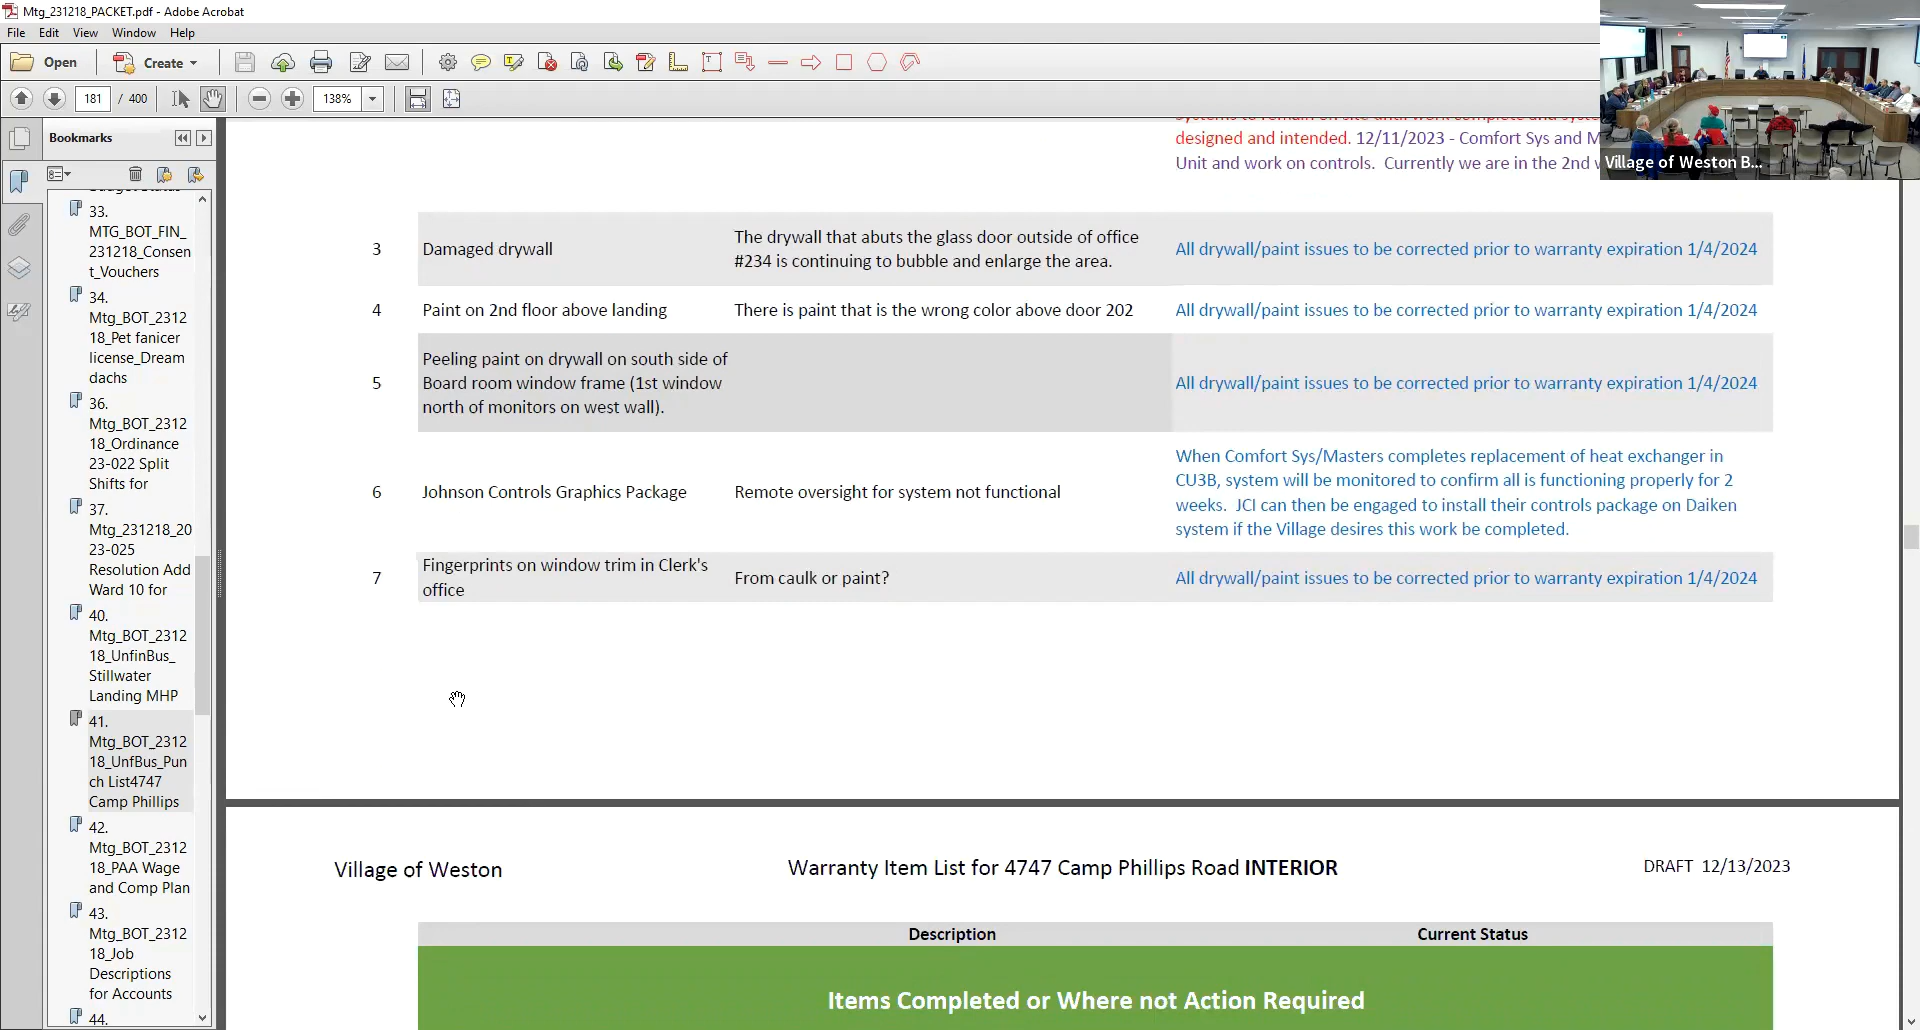 Mtg_231218_PACKET.pdf - Adobe Acrobat
File Edit View Window Help
Open Create
181 / 400 138%
Bookmarks
33.
MTG_BOT_FIN_
231218_Consen
t_Vouchers
34.
Mtg_BOT_2312
18_Pet fanicer
license_Dream
dachs
36.
Mtg_BOT_2312
18_Ordinance
23-022 Split
Shifts for
37.
Mtg_231218_20
23-025
Resolution Add
Ward 10 for
40.
Mtg_BOT_2312
18_UnfinBus_
Stillwater
Landing MHP
41.
Mtg_BOT_2312
18_UnfBus_Pun
ch List4747
Camp Phillips
42.
Mtg_BOT_2312
18_PAA Wage
and Comp Plan
43.
Mtg_BOT_2312
18_Job
Descriptions
for Accounts
44.
designed and intended. 12/11/2023 - Comfort Sys and M
Unit and work on controls. Currently we are in the 2nd w
Village of Weston B...
3 Damaged drywall
The drywall that abuts the glass door outside of office
#234 is continuing to bubble and enlarge the area.
All drywall/paint issues to be corrected prior to warranty expiration 1/4/2024
4 Paint on 2nd floor above landing
There is paint that is the wrong color above door 202
All drywall/paint issues to be corrected prior to warranty expiration 1/4/2024
5
Peeling paint on drywall on south side of
Board room window frame (1st window
north of monitors on west wall).
All drywall/paint issues to be corrected prior to warranty expiration 1/4/2024
6 Johnson Controls Graphics Package
Remote oversight for system not functional
When Comfort Sys/Masters completes replacement of heat exchanger in
CU3B, system will be monitored to confirm all is functioning properly for 2
weeks. JCI can then be engaged to install their controls package on Daiken
system if the Village desires this work be completed.
7
Fingerprints on window trim in Clerk's
office
From caulk or paint?
All drywall/paint issues to be corrected prior to warranty expiration 1/4/2024
Village of Weston
Warranty Item List for 4747 Camp Phillips Road INTERIOR
DRAFT 12/13/2023
Description Current Status
Items Completed or Where not Action Required